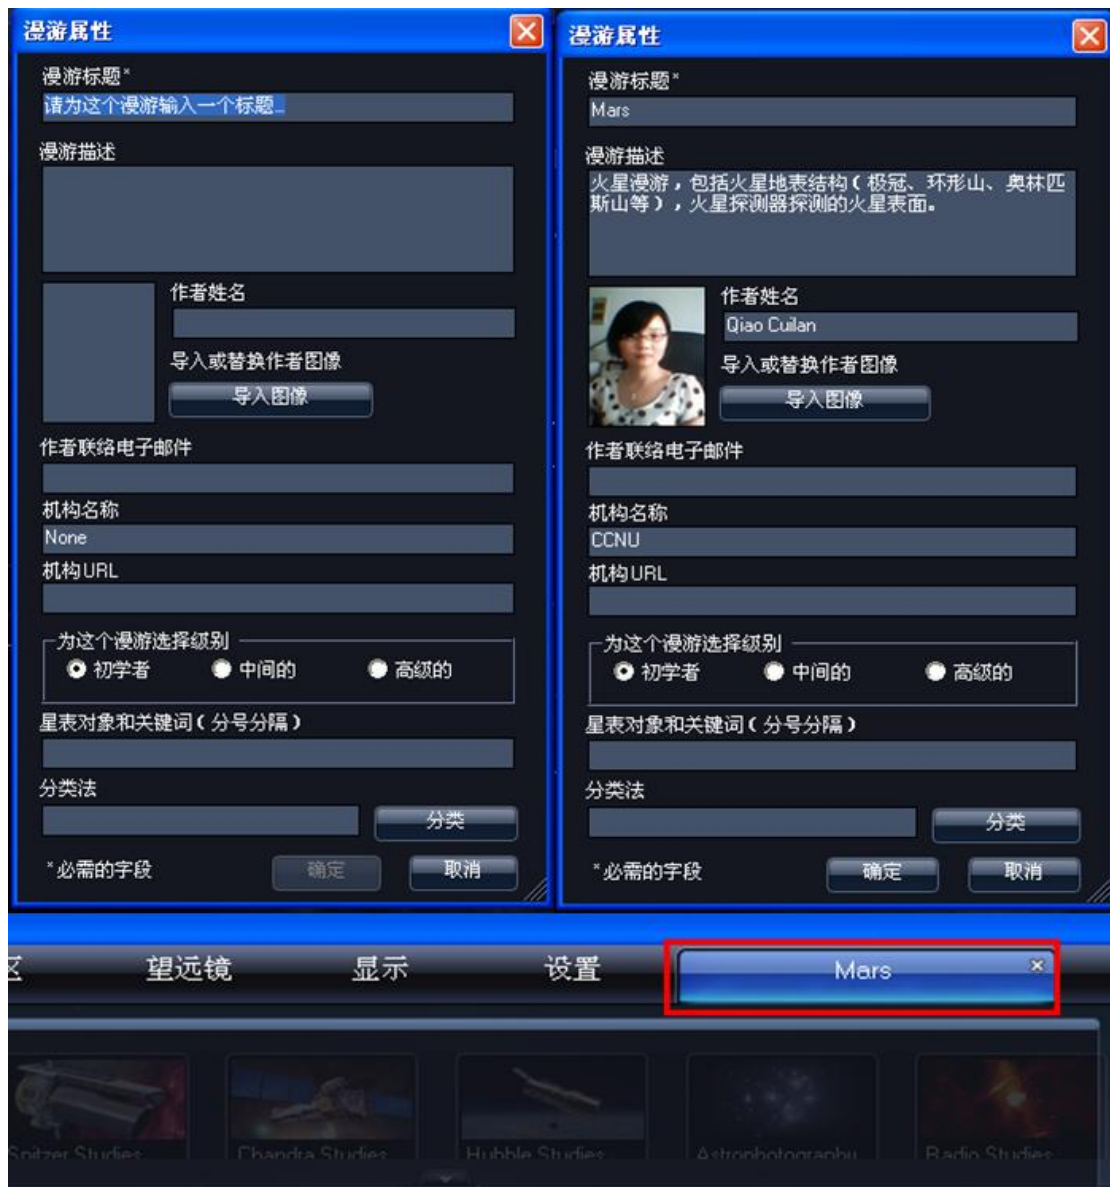 漫游属性
漫游标题*
请为这个漫游输入一个标题...
漫游描述
作者姓名
导入或替换作者图像
导入图像
作者联络电子邮件
机构名称
None
机构URL
为这个漫游选择级别
初学者 中间的 高级的
星表对象和关键词(分号分隔)
分类法
分类
*必需的字段 确定 取消
漫游属性
漫游标题*
Mars
漫游描述
火星漫游,包括火星地表结构(极冠、环形山、奥林匹
斯山等),火星探测器探测的火星表面。
作者姓名
Qiao Cuilan
导入或替换作者图像
导入图像
作者联络电子邮件
机构名称
CCNU
机构URL
为这个漫游选择级别
初学者 中间的 高级的
星表对象和关键词(分号分隔)
分类法
分类
*必需的字段 确定 取消
区 望远镜 显示 设置 Mars
Spitzer Studies Chandra Studies Hubble Studies Astrophotography Radio Studies